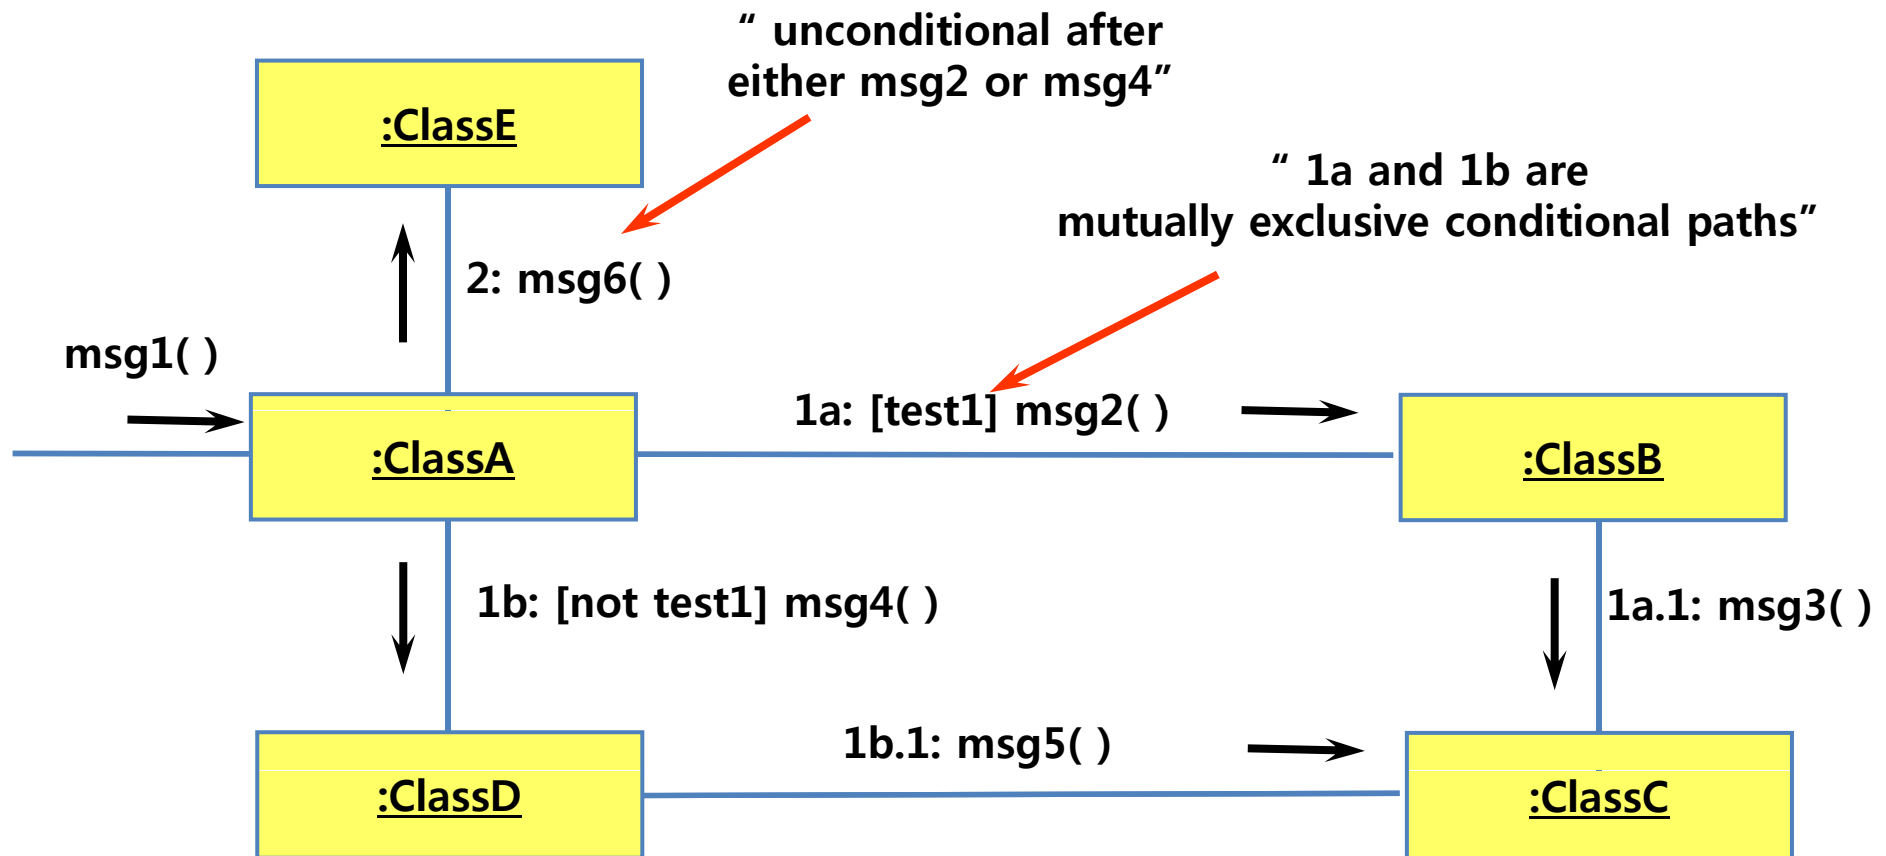 “ unconditional after
either msg2 or msg4”
:ClassE
“ 1a and 1b are
mutually exclusive conditional paths”
2: msg6( )
msg1( )
1a: [test1] msg2( )
:ClassA
:ClassB
1b: [not test1] msg4( )
1a.1: msg3( )
1b.1: msg5( )
:ClassD
:ClassC